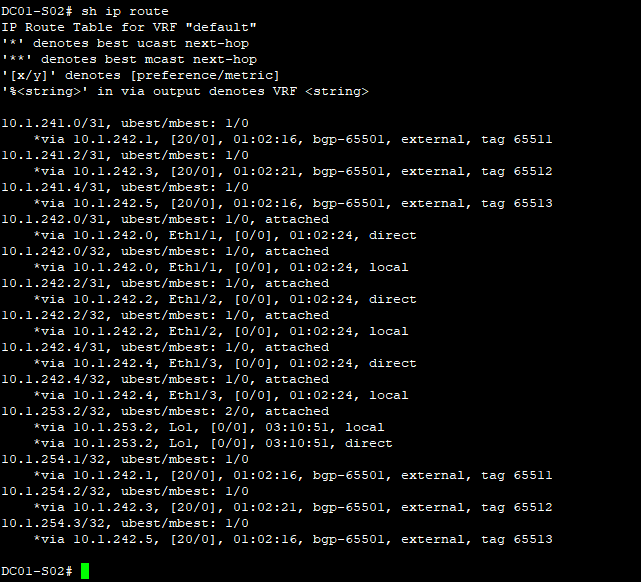 DC01-S02# sh ip route
IP Route Table for VRF "default"
'*' denotes best ucast next-hop
'**' denotes best mcast next-hop
'[x/y]' denotes [preference/metric]
'%<string>' in via output denotes VRF <string>

10.1.241.0/31, ubest/mbest: 1/0
    *via 10.1.242.1, [20/0], 01:02:16, bgp-65501, external, tag 65511
10.1.241.2/31, ubest/mbest: 1/0
    *via 10.1.242.3, [20/0], 01:02:21, bgp-65501, external, tag 65512
10.1.241.4/31, ubest/mbest: 1/0
    *via 10.1.242.5, [20/0], 01:02:16, bgp-65501, external, tag 65513
10.1.242.0/31, ubest/mbest: 1/0, attached
    *via 10.1.242.0, Eth1/1, [0/0], 01:02:24, direct
10.1.242.0/32, ubest/mbest: 1/0, attached
    *via 10.1.242.0, Eth1/1, [0/0], 01:02:24, local
10.1.242.2/31, ubest/mbest: 1/0, attached
    *via 10.1.242.2, Eth1/2, [0/0], 01:02:24, direct
10.1.242.2/32, ubest/mbest: 1/0, attached
    *via 10.1.242.2, Eth1/2, [0/0], 01:02:24, local
10.1.242.4/31, ubest/mbest: 1/0, attached
    *via 10.1.242.4, Eth1/3, [0/0], 01:02:24, direct
10.1.242.4/32, ubest/mbest: 1/0, attached
    *via 10.1.242.4, Eth1/3, [0/0], 01:02:24, local
10.1.253.2/32, ubest/mbest: 2/0, attached
    *via 10.1.253.2, Lo1, [0/0], 03:10:51, local
    *via 10.1.253.2, Lo1, [0/0], 03:10:51, direct
10.1.254.1/32, ubest/mbest: 1/0
    *via 10.1.242.1, [20/0], 01:02:16, bgp-65501, external, tag 65511
10.1.254.2/32, ubest/mbest: 1/0
    *via 10.1.242.3, [20/0], 01:02:21, bgp-65501, external, tag 65512
10.1.254.3/32, ubest/mbest: 1/0
    *via 10.1.242.5, [20/0], 01:02:16, bgp-65501, external, tag 65513

DC01-S02#